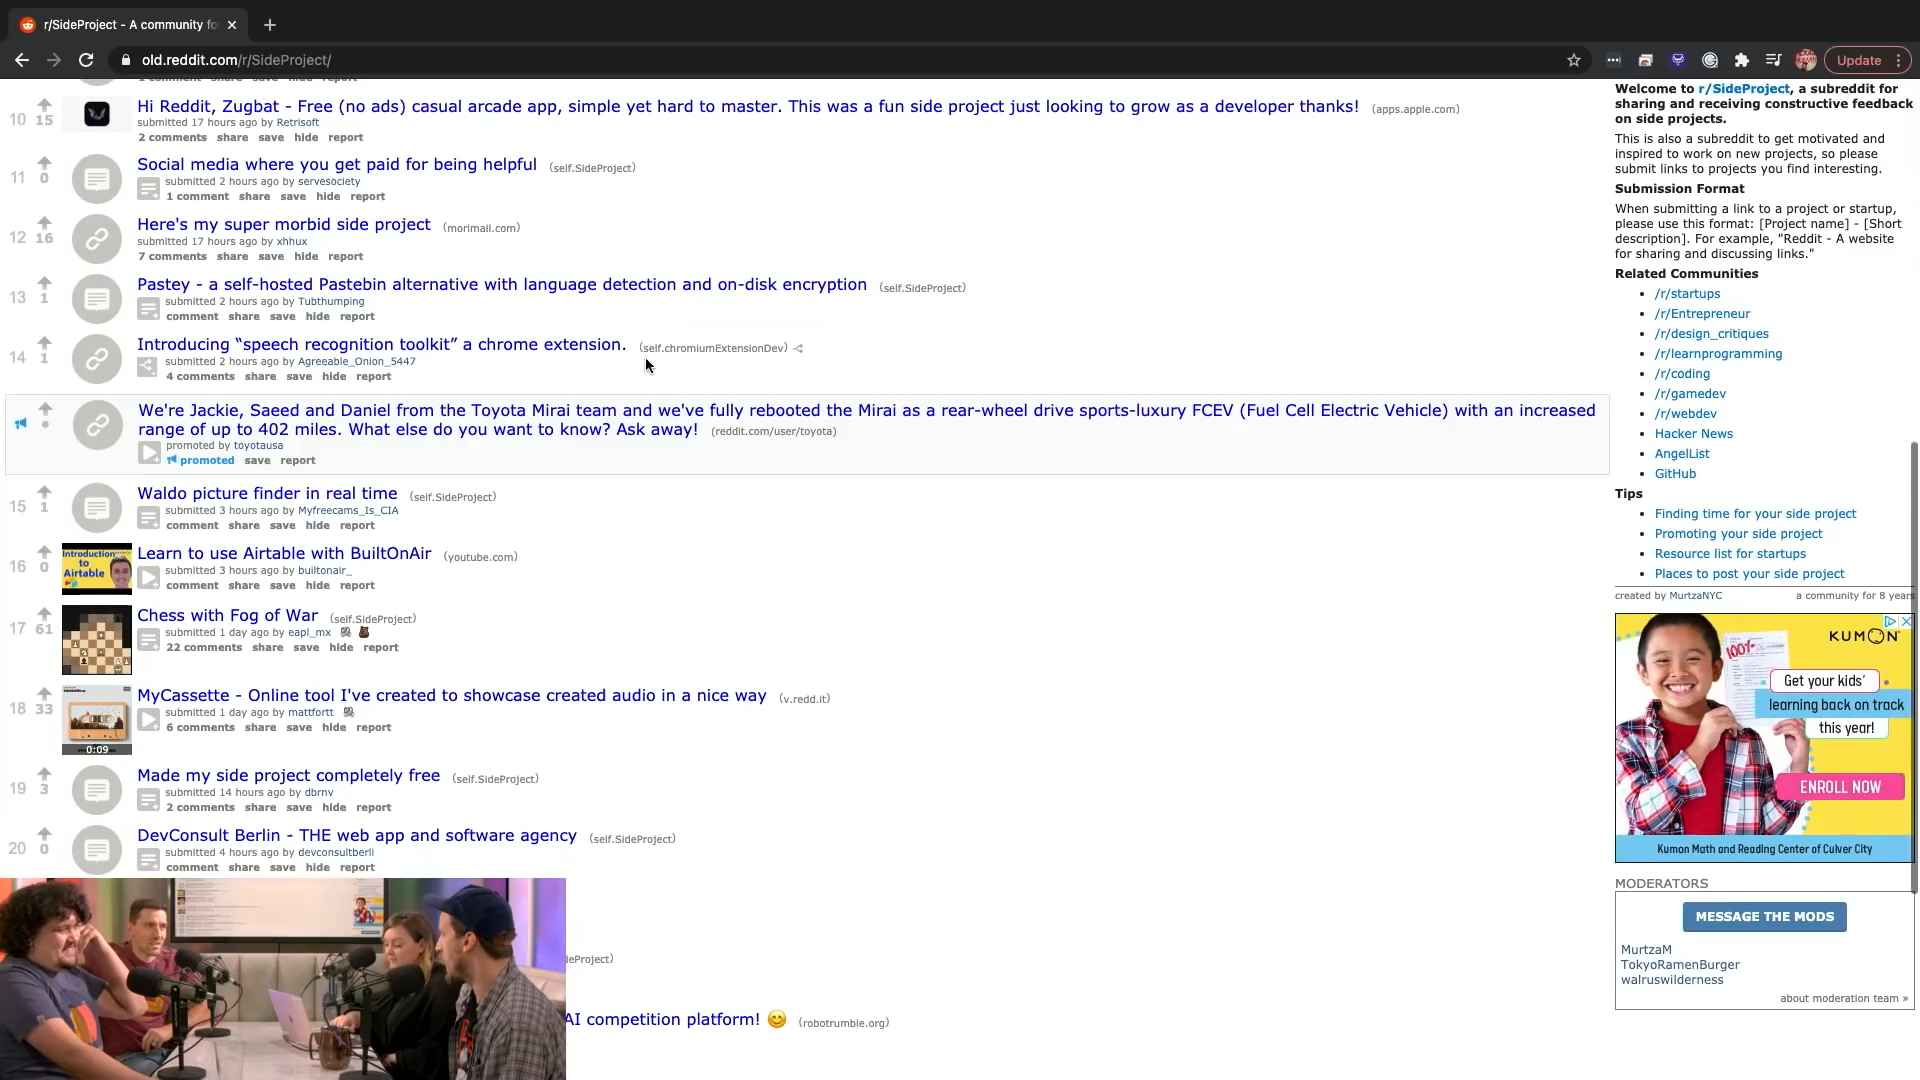 r/SideProject - A community fo
old.reddit.com/r/SideProject/
Update
1 comment share save hide report
10
15
Hi Reddit, Zugbat - Free (no ads) casual arcade app, simple yet hard to master. This was a fun side project just looking to grow as a developer thanks! (apps.apple.com)
submitted 17 hours ago by Retrisoft
2 comments share save hide report
11
0
Social media where you get paid for being helpful (self.SideProject)
submitted 2 hours ago by servesociety
1 comment share save hide report
12
16
Here's my super morbid side project (morimail.com)
submitted 17 hours ago by xhhux
7 comments share save hide report
13
1
Pastey - a self-hosted Pastebin alternative with language detection and on-disk encryption (self.SideProject)
submitted 2 hours ago by Tubthumping
comment share save hide report
14
1
Introducing “speech recognition toolkit” a chrome extension. (self.chromiumExtensionDev)
submitted 2 hours ago by Agreeable_Onion_5447
4 comments share save hide report
We're Jackie, Saeed and Daniel from the Toyota Mirai team and we've fully rebooted the Mirai as a rear-wheel drive sports-luxury FCEV (Fuel Cell Electric Vehicle) with an increased
range of up to 402 miles. What else do you want to know? Ask away! (reddit.com/user/toyota)
promoted by toyotausa
promoted save report
15
1
Waldo picture finder in real time (self.SideProject)
submitted 3 hours ago by Myfreecams_Is_CIA
comment share save hide report
16
0
Introduction
to
Airtable
Learn to use Airtable with BuiltOnAir (youtube.com)
submitted 3 hours ago by builtonair_
comment share save hide report
17
61
Chess with Fog of War (self.SideProject)
submitted 1 day ago by eapl_mx
22 comments share save hide report
18
33
0:09
MyCassette - Online tool I've created to showcase created audio in a nice way (v.redd.it)
submitted 1 day ago by mattfortt
6 comments share save hide report
19
3
Made my side project completely free (self.SideProject)
submitted 14 hours ago by dbrnv
2 comments share save hide report
20
0
DevConsult Berlin - THE web app and software agency (self.SideProject)
submitted 4 hours ago by devconsultberli
comment share save hide report
deProject)
AI competition platform! 😊 (robotrumble.org)
Welcome to r/SideProject, a subreddit for
sharing and receiving constructive feedback
on side projects.
This is also a subreddit to get motivated and
inspired to work on new projects, so please
submit links to projects you find interesting.
Submission Format
When submitting a link to a project or startup,
please use this format: [Project name] - [Short
description]. For example, "Reddit - A website
for sharing and discussing links."
Related Communities
/r/startups
/r/Entrepreneur
/r/design_critiques
/r/learnprogramming
/r/coding
/r/gamedev
/r/webdev
Hacker News
AngelList
GitHub
Tips
Finding time for your side project
Promoting your side project
Resource list for startups
Places to post your side project
created by MurtzaNYC a community for 8 years
KUMON
100%
Get your kids'
learning back on track
this year!
ENROLL NOW
Kumon Math and Reading Center of Culver City
MODERATORS
MESSAGE THE MODS
MurtzaM
TokyoRamenBurger
walruswilderness
about moderation team »